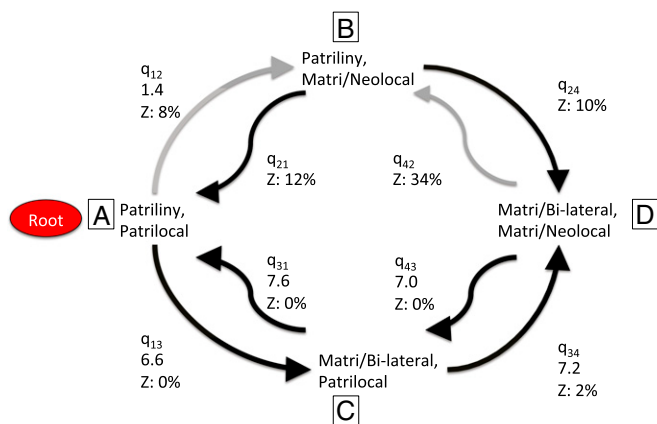 B
Patriliny,
Matri/Neolocal
q12
1.4
Z: 8%
q24
Z: 10%
q21
Z: 12%
q42
Z: 34%
Root
A
Patriliny,
Patrilocal
Matri/Bi-lateral,
Matri/Neolocal
D
q31
7.6
Z: 0%
q43
7.0
Z: 0%
q13
6.6
Z: 0%
Matri/Bi-lateral,
Patrilocal
C
q34
7.2
Z: 2%